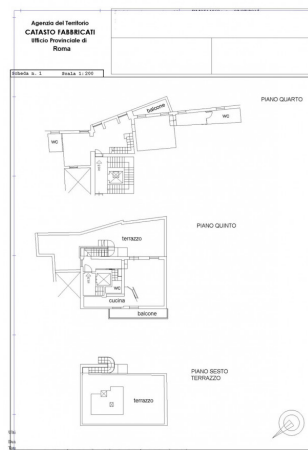 Agenzia del Territorio
CATASTO FABBRICATI
Ufficio Provinciale di
Roma
Scheda n. 1 Scala 1:200
PIANO QUARTO
balcone
wc
wc
PIANO QUINTO
terrazzo
wc
cucina
balcone
PIANO SESTO
TERRAZZO
terrazzo